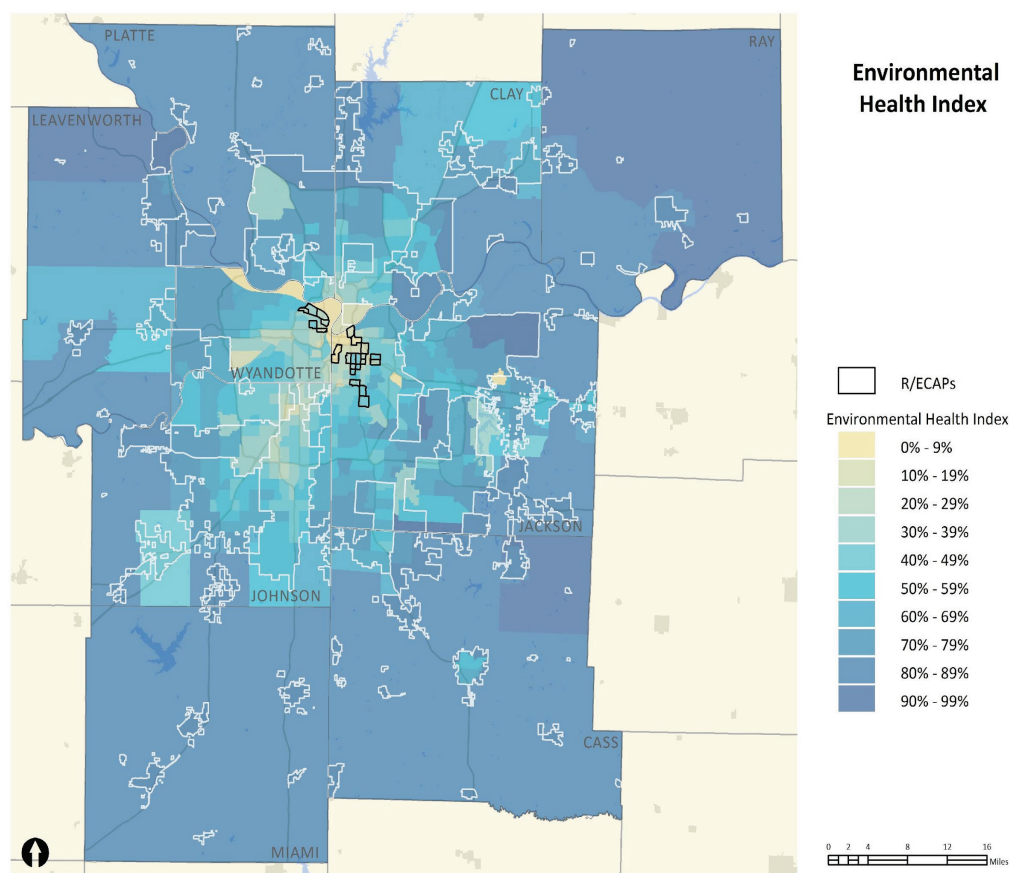 Environmental
Health Index
PLATTE
RAY
CLAY
LEAVENWORTH
WYANDOTTE
JACKSON
JOHNSON
CASS
MIAMI
R/ECAPs
Environmental Health Index
0% - 9%
10% - 19%
20% - 29%
30% - 39%
40% - 49%
50% - 59%
60% - 69%
70% - 79%
80% - 89%
90% - 99%
0 2 4 8 12 16
Miles